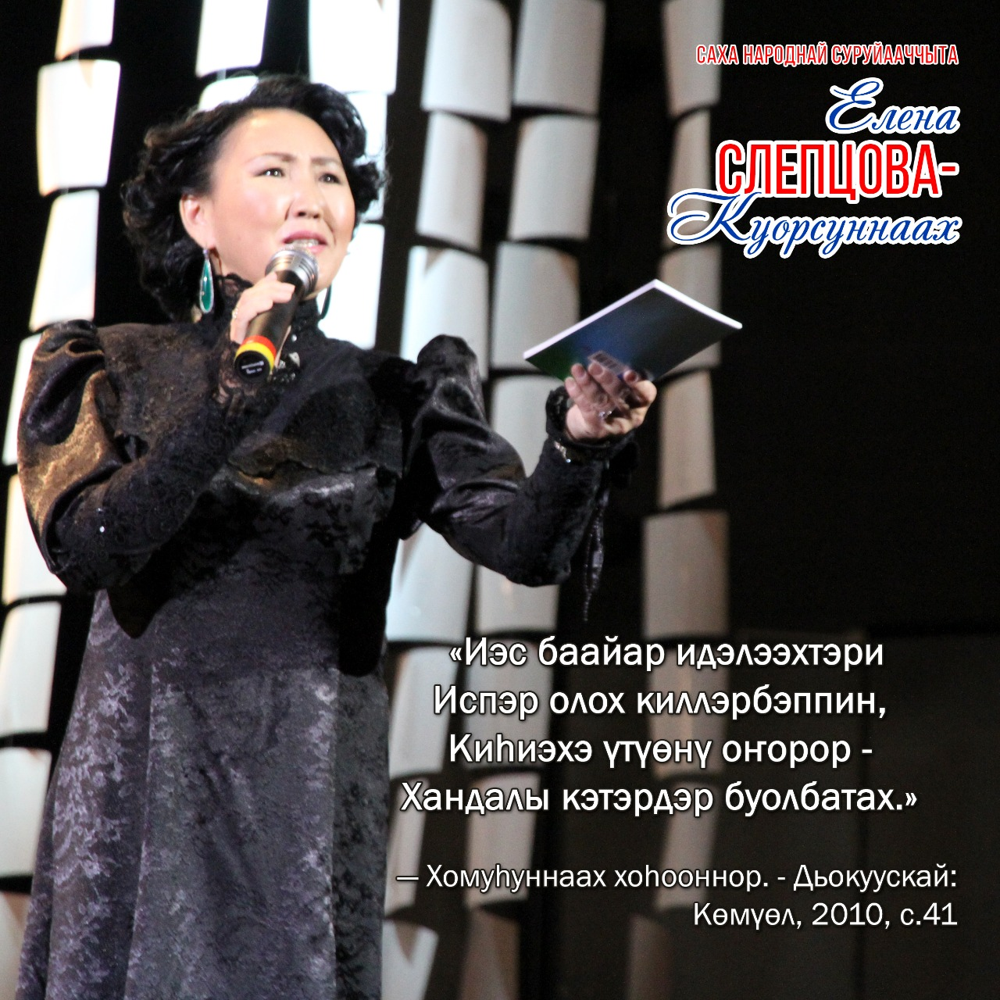 САХА НАРОДНАЙ СУРУЙААЧЧЫТА
Елена
СЛЕПЦОВА-
Куорсуннаах
«Иэс баайар идэлээхтэри
Испэр олох киллэрбэппин,
Киһиэхэ үтүөнү оҥорор -
Хандалы кэтэрдэр буолбатах.»
— Хомуһуннаах хоһооннор. - Дьокуускай:
Көмүөл, 2010, с.41